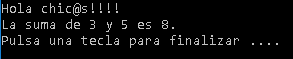 Hola chic@s!!!!
La suma de 3 y 5 es 8.
Pulsa una tecla para finalizar ....